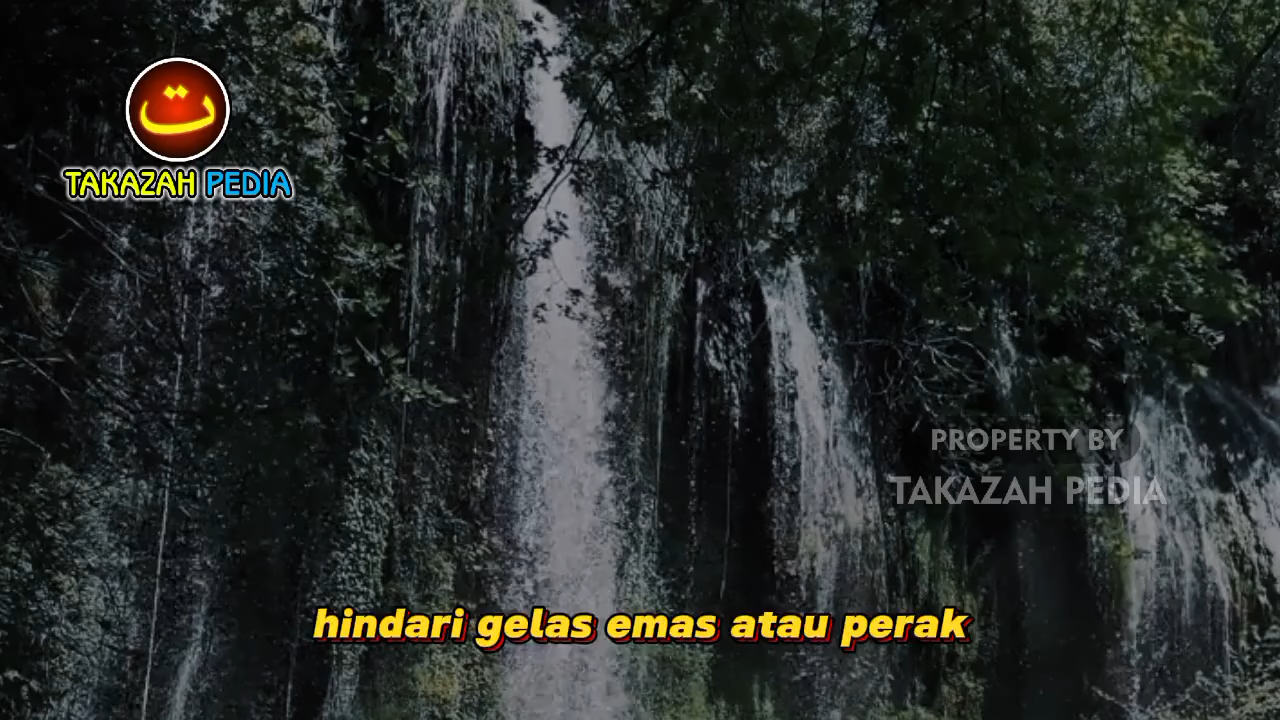 ت
TAKAZAH PEDIA
PROPERTY BY
TAKAZAH PEDIA
hindari gelas emas atau perak